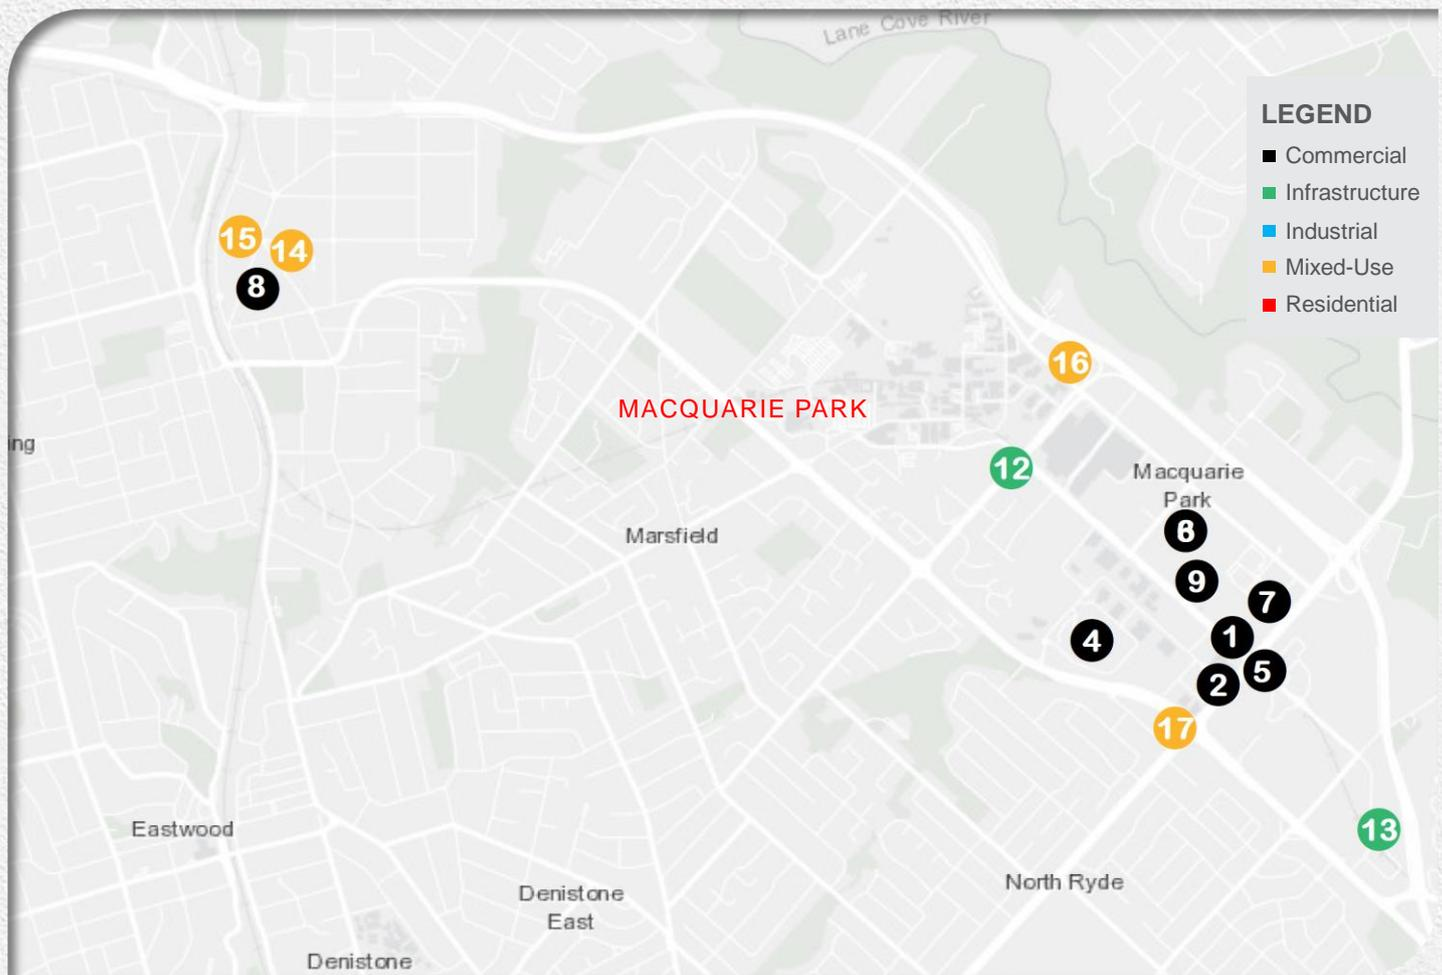 Lane Cove River
LEGEND
Commercial
Infrastructure
Industrial
Mixed-Use
Residential
15
14
8
16
MACQUARIE PARK
ing
12
Macquarie
Park
Marsfield
9
7
1
4
5
2
17
Eastwood
13
North Ryde
Denistone
East
Denistone